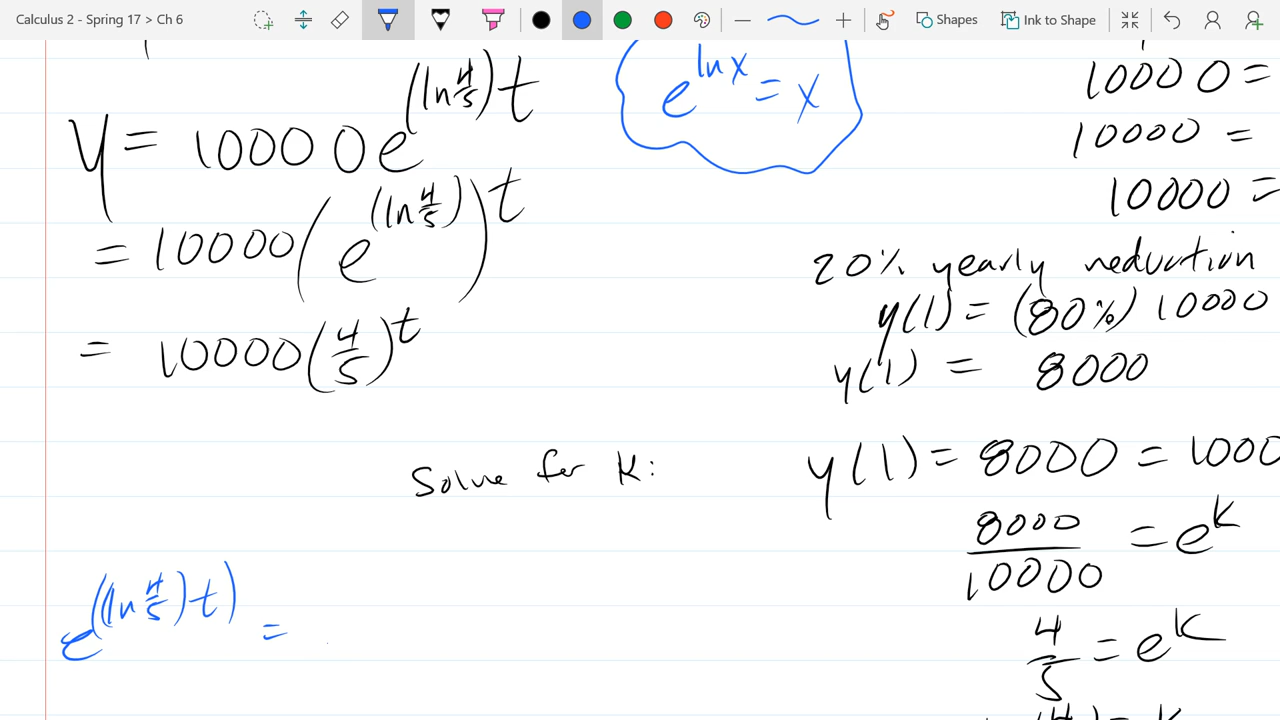 Calculus 2 - Spring 17 > Ch 6
Shapes
Ink to Shape
y = 10000e^((ln 4/5)t)
= 10000(e^(ln 4/5))^t
= 10000(4/5)^t
e^(ln x) = x
10000 =
10000 =
10000 =
20% yearly reduction
y(1) = (80%) 10000
y(1) = 8000
Solve for K:
y(1) = 8000 = 1000
8000/10000 = e^k
4/5 = e^k
e^((ln 4/5)t) =